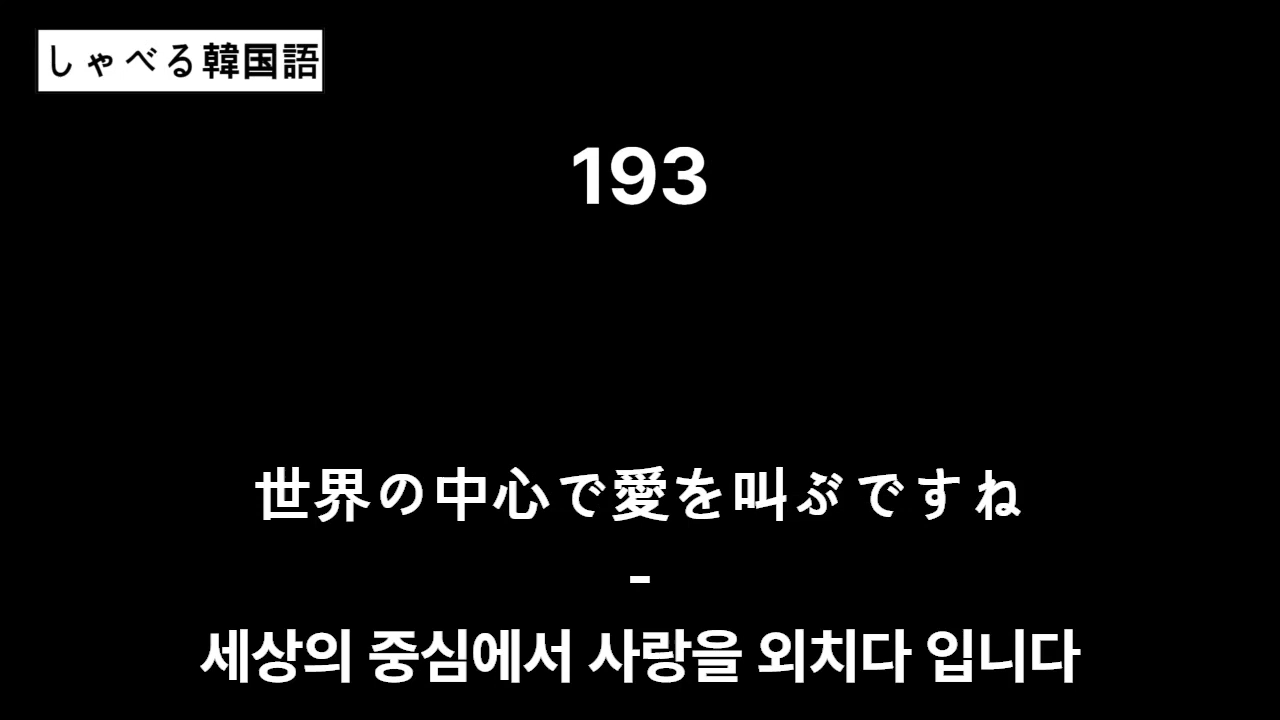 しゃべる韓国語
193
世界の中心で愛を叫ぶですね
-
세상의 중심에서 사랑을 외치다 입니다